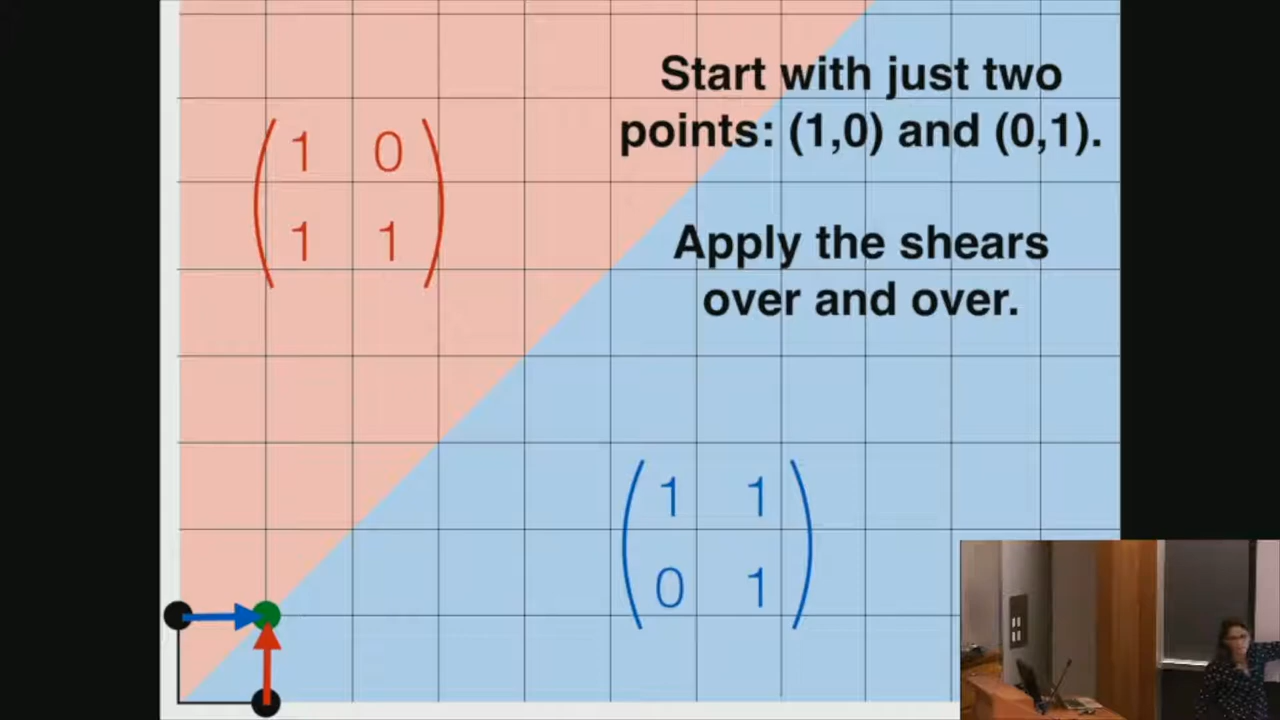 Start with just two
points: (1,0) and (0,1).
1 0
1 1
Apply the shears
over and over.
1 1
0 1